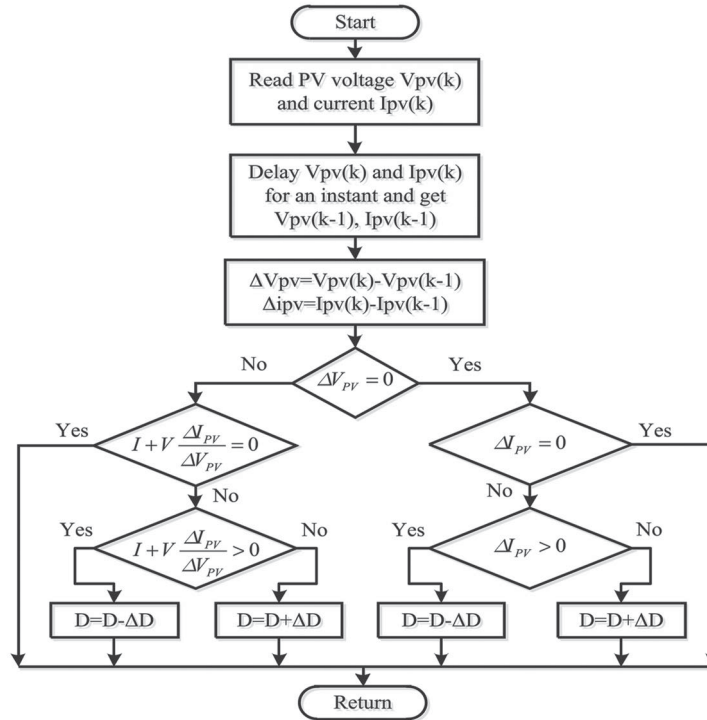 Start
Read PV voltage Vpv(k)
and current Ipv(k)
Delay Vpv(k) and Ipv(k)
for an instant and get
Vpv(k-1), Ipv(k-1)
ΔVpv=Vpv(k)-Vpv(k-1)
Δipv=Ipv(k)-Ipv(k-1)
No
ΔV_PV = 0
Yes
Yes
I + V ΔI_PV/ΔV_PV = 0
No
ΔI_PV = 0
Yes
No
Yes
I + V ΔI_PV/ΔV_PV > 0
No
Yes
ΔI_PV > 0
No
D=D-ΔD
D=D+ΔD
D=D-ΔD
D=D+ΔD
Return